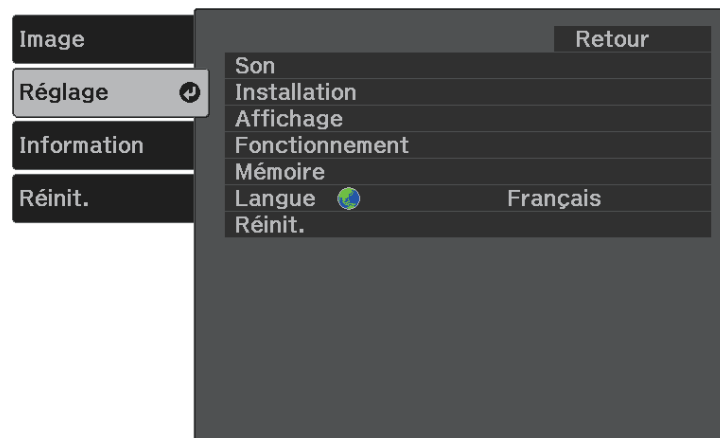 Image
Réglage
Information
Réinit.
Retour
Son
Installation
Affichage
Fonctionnement
Mémoire
Langue Français
Réinit.